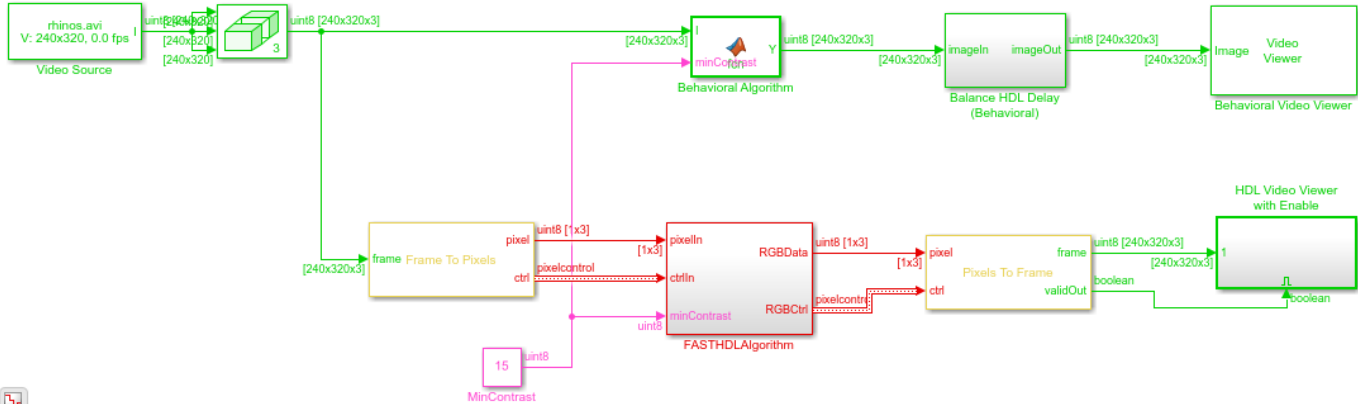 rhinos.avi
V: 240x320, 0.0 fps
I
Video Source
[240x320]
[240x320]
3
uint8 [240x320x3]
[240x320x3]
I
minContrast
Y
Behavioral Algorithm
uint8 [240x320x3]
[240x320x3]
imageIn
imageOut
Balance HDL Delay
(Behavioral)
uint8 [240x320x3]
[240x320x3]
Image
Video
Viewer
Behavioral Video Viewer
[240x320x3]
frame
Frame To Pixels
pixel
ctrl
uint8 [1x3]
[1x3]
pixelcontrol
uint8
pixelIn
ctrlIn
minContrast
RGBData
RGBCtrl
FASTHDLAlgorithm
15
uint8
MinContrast
uint8 [1x3]
[1x3]
pixel
ctrl
Pixels To Frame
frame
validOut
uint8 [240x320x3]
[240x320x3]
boolean
HDL Video Viewer
with Enable
1
boolean